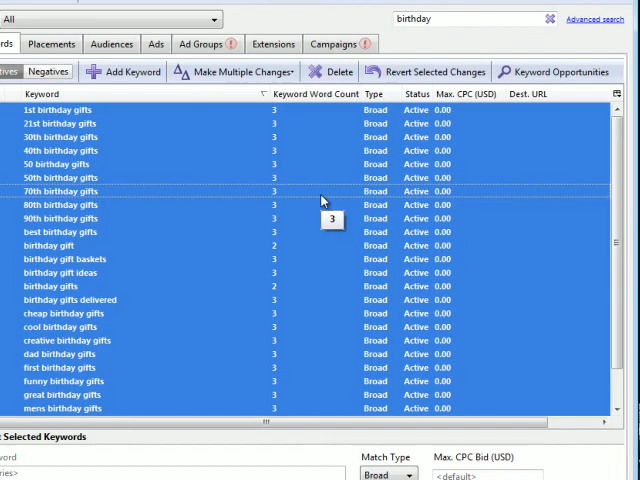 All birthday Advanced search
rds Placements Audiences Ads Ad Groups Extensions Campaigns
tives Negatives Add Keyword Make Multiple Changes Delete Revert Selected Changes Keyword Opportunities
Keyword Keyword Word Count Type Status Max. CPC (USD) Dest. URL
1st birthday gifts 3 Broad Active 0.00
21st birthday gifts 3 Broad Active 0.00
30th birthday gifts 3 Broad Active 0.00
40th birthday gifts 3 Broad Active 0.00
50 birthday gifts 3 Broad Active 0.00
50th birthday gifts 3 Broad Active 0.00
70th birthday gifts 3 Broad Active 0.00
80th birthday gifts 3 Broad Active 0.00
3
90th birthday gifts 3 Broad Active 0.00
best birthday gifts 3 Broad Active 0.00
birthday gift 2 Broad Active 0.00
birthday gift baskets 3 Broad Active 0.00
birthday gift ideas 3 Broad Active 0.00
birthday gifts 2 Broad Active 0.00
birthday gifts delivered 3 Broad Active 0.00
cheap birthday gifts 3 Broad Active 0.00
cool birthday gifts 3 Broad Active 0.00
creative birthday gifts 3 Broad Active 0.00
dad birthday gifts 3 Broad Active 0.00
first birthday gifts 3 Broad Active 0.00
funny birthday gifts 3 Broad Active 0.00
great birthday gifts 3 Broad Active 0.00
mens birthday gifts 3 Broad Active 0.00
Selected Keywords
word Match Type Max. CPC Bid (USD)
ries> Broad <default>